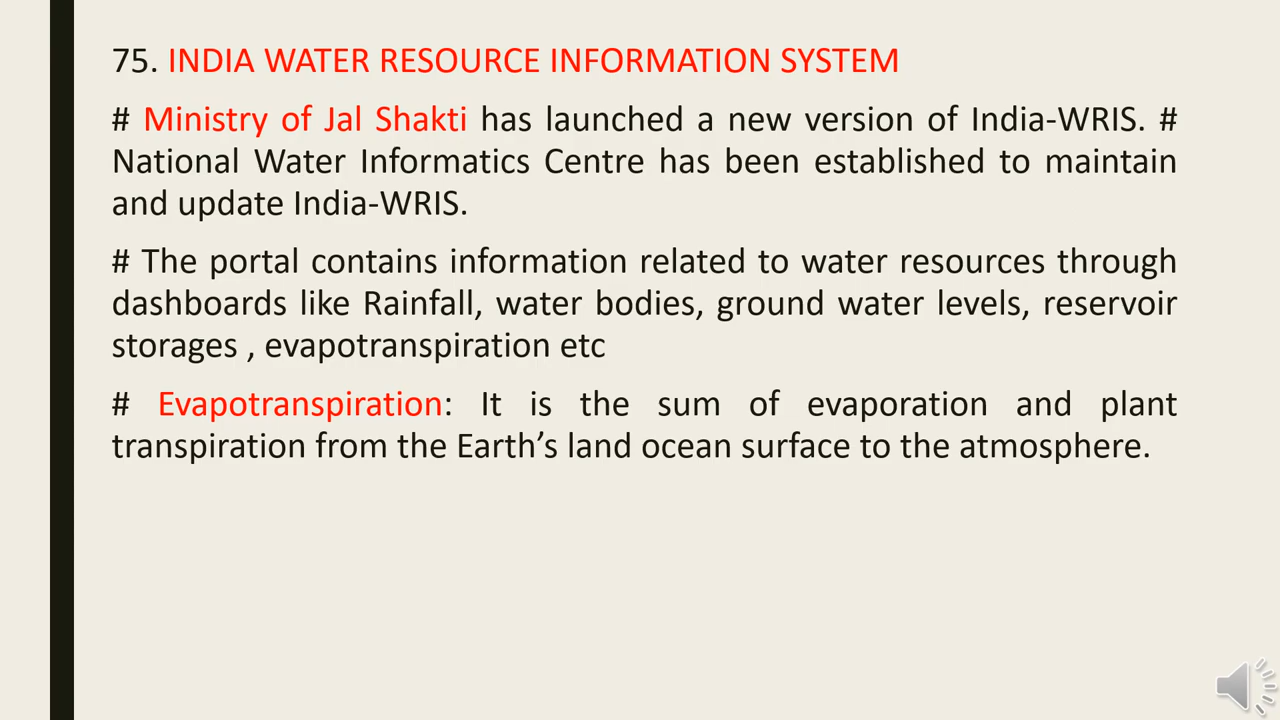 75. INDIA WATER RESOURCE INFORMATION SYSTEM
# Ministry of Jal Shakti has launched a new version of India-WRIS. #
National Water Informatics Centre has been established to maintain
and update India-WRIS.
# The portal contains information related to water resources through
dashboards like Rainfall, water bodies, ground water levels, reservoir
storages , evapotranspiration etc
# Evapotranspiration: It is the sum of evaporation and plant
transpiration from the Earth’s land ocean surface to the atmosphere.